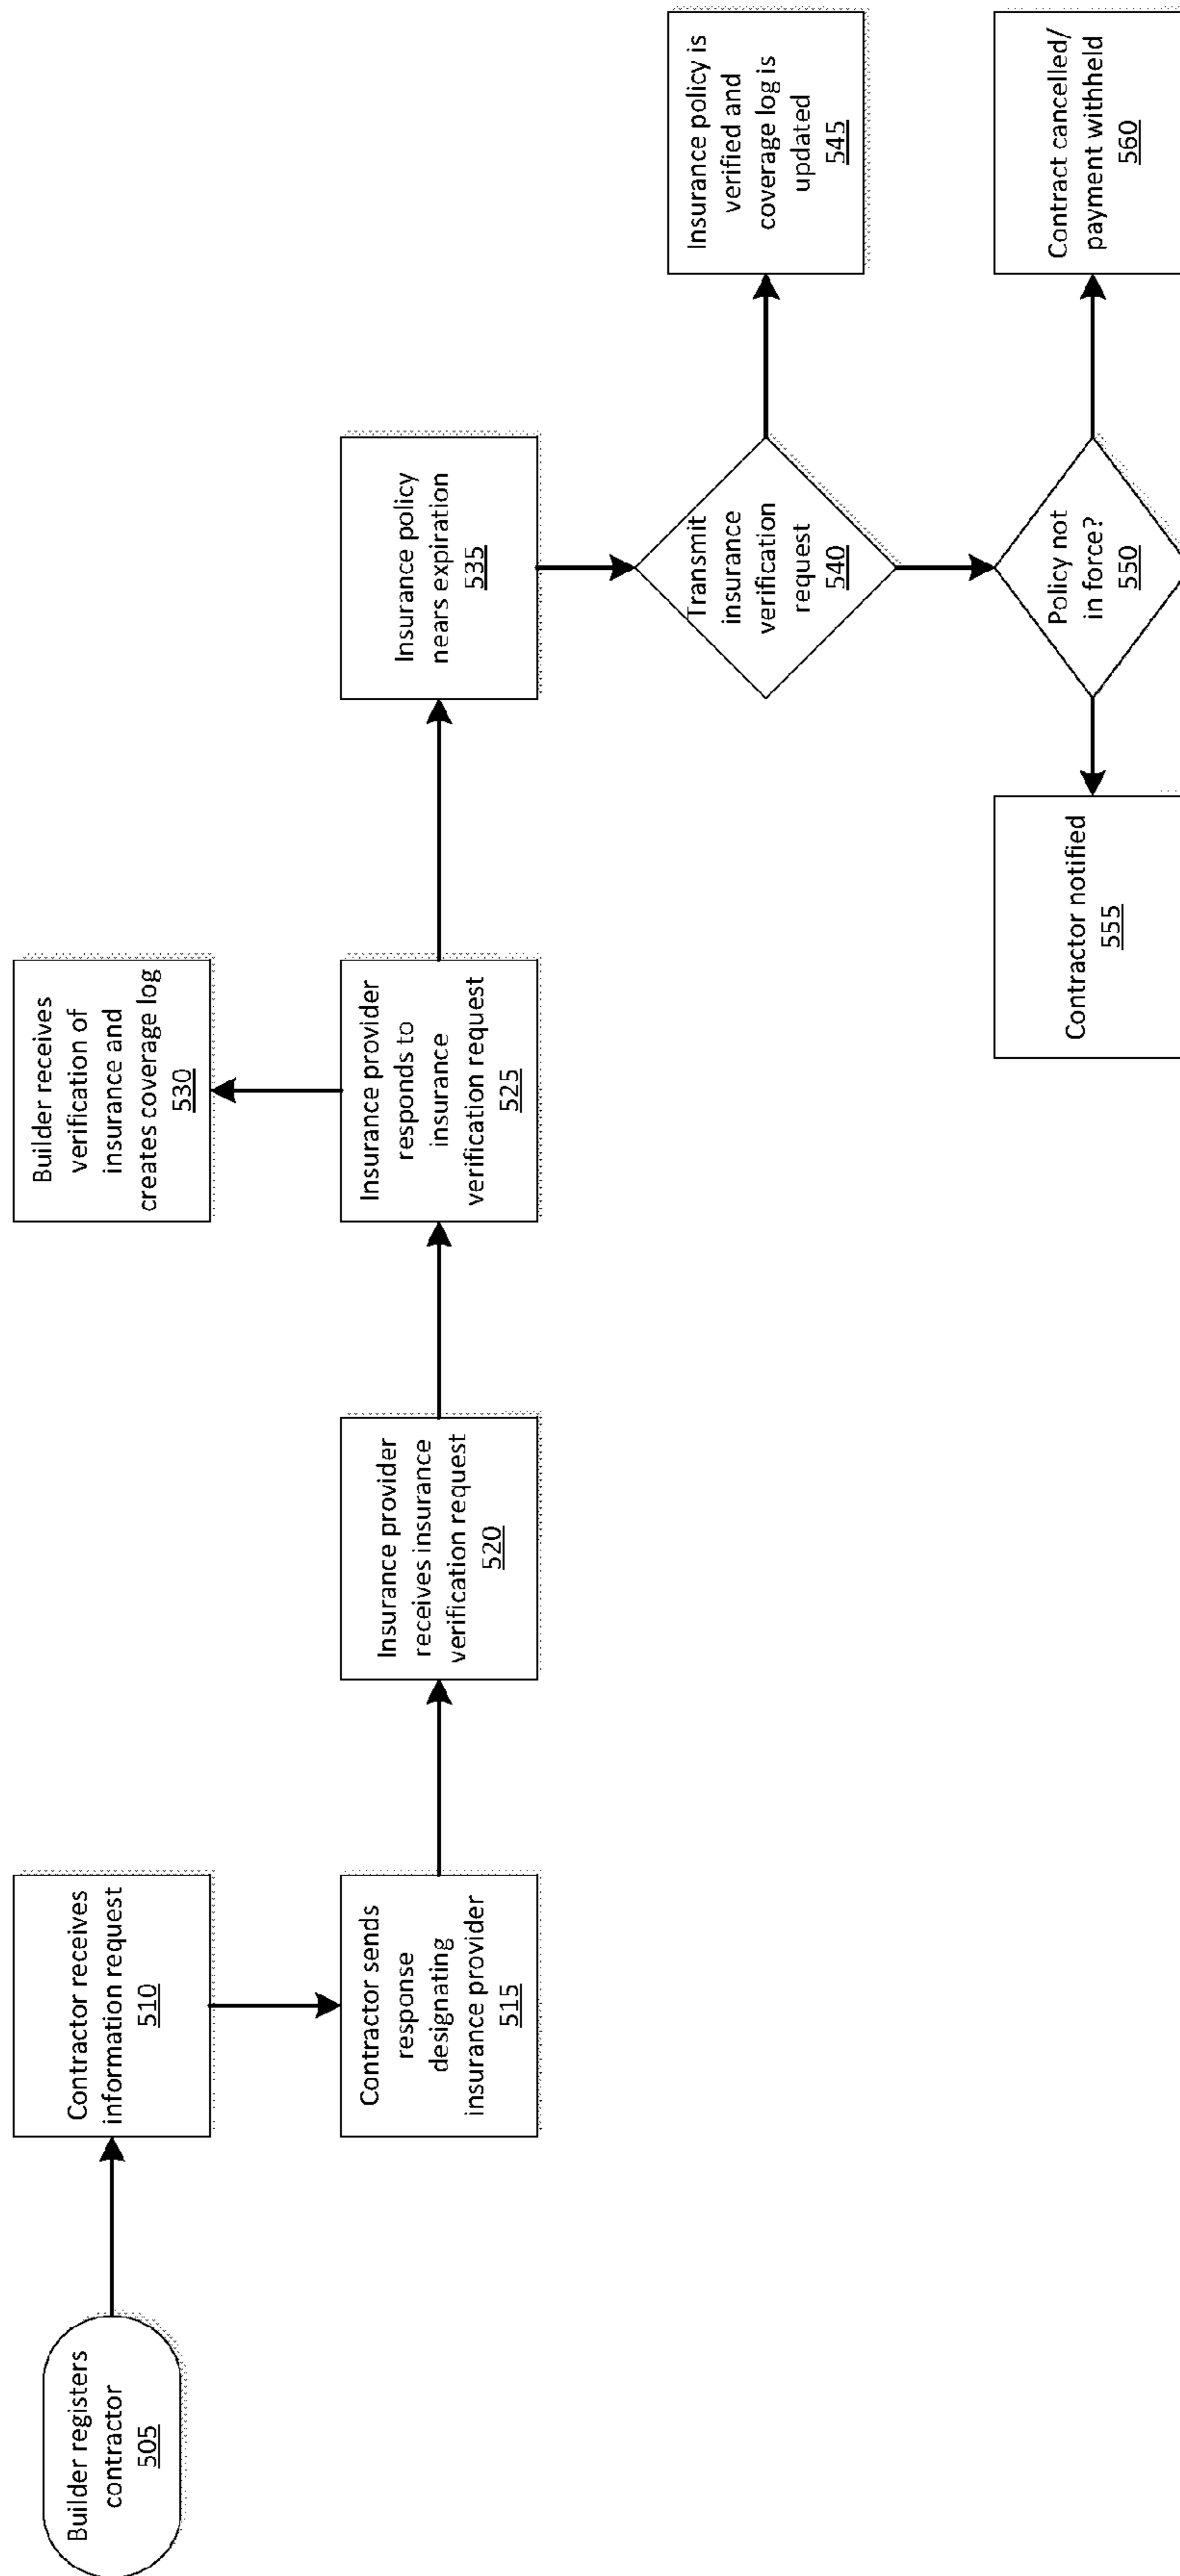 Builder registers
contractor
505
Contractor receives
information request
510
Contractor sends
response
designating
insurance provider
515
Insurance provider
receives insurance
verification request
520
Insurance provider
responds to
insurance
verification request
525
Builder receives
verification of
insurance and
creates coverage log
530
Insurance policy
nears expiration
535
Transmit
insurance
verification
request
540
Insurance policy is
verified and
coverage log is
updated
545
Policy not
in force?
550
Contractor notified
555
Contract cancelled/
payment withheld
560